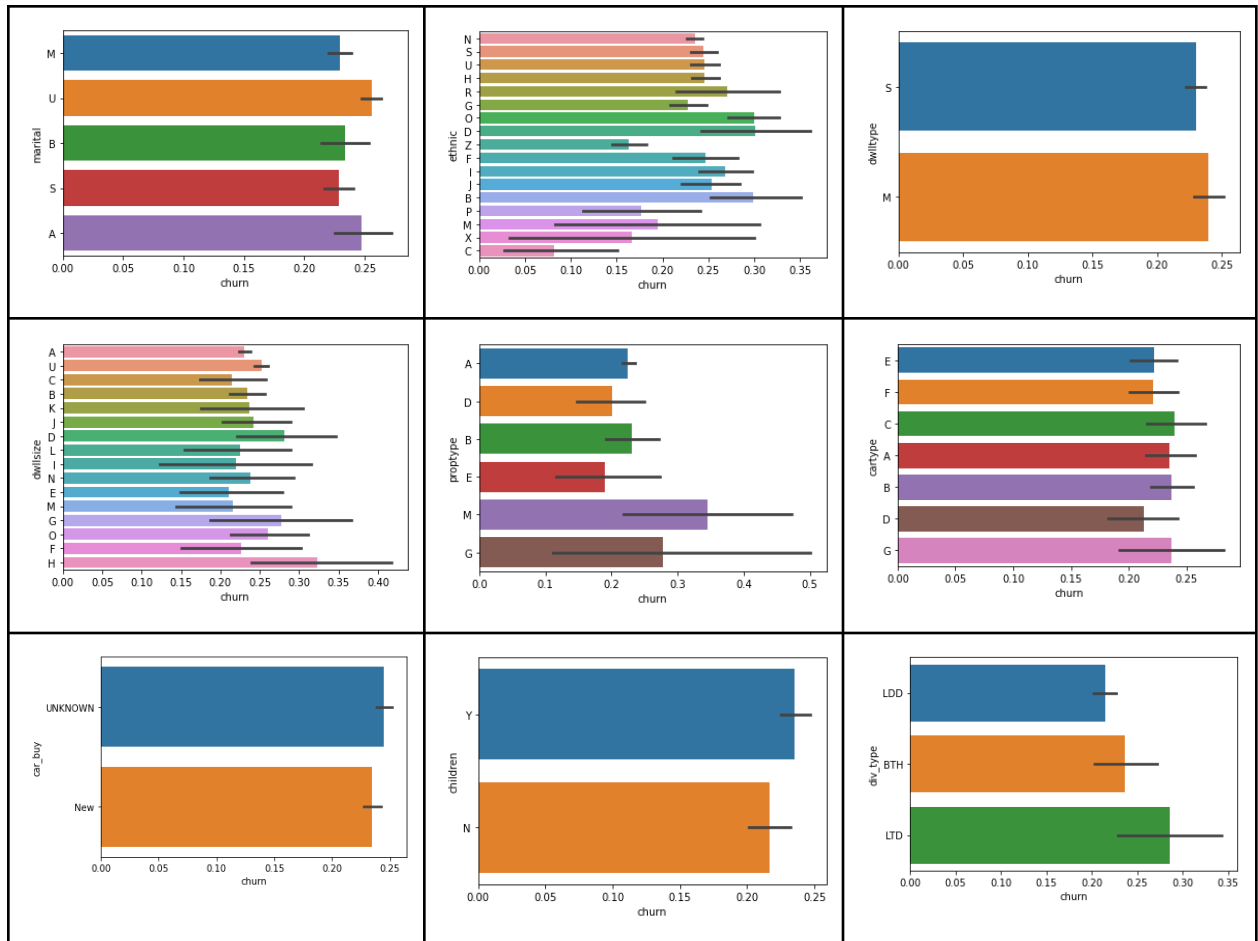 marital
M
U
B
S
A
0.00 0.05 0.10 0.15 0.20 0.25
churn
ethnic
N
S
U
H
R
G
O
D
Z
F
I
J
B
P
M
X
C
0.00 0.05 0.10 0.15 0.20 0.25 0.30 0.35
churn
dwlltype
S
M
0.00 0.05 0.10 0.15 0.20 0.25
churn
dwllsize
A
U
C
B
K
J
D
L
I
N
E
M
G
O
F
H
0.00 0.05 0.10 0.15 0.20 0.25 0.30 0.35 0.40
churn
proptype
A
D
B
E
M
G
0.0 0.1 0.2 0.3 0.4 0.5
churn
cartype
E
F
C
A
B
D
G
0.00 0.05 0.10 0.15 0.20 0.25
churn
car_buy
UNKNOWN
New
0.00 0.05 0.10 0.15 0.20 0.25
churn
children
Y
N
0.00 0.05 0.10 0.15 0.20 0.25
churn
div_type
LDD
BTH
LTD
0.00 0.05 0.10 0.15 0.20 0.25 0.30 0.35
churn